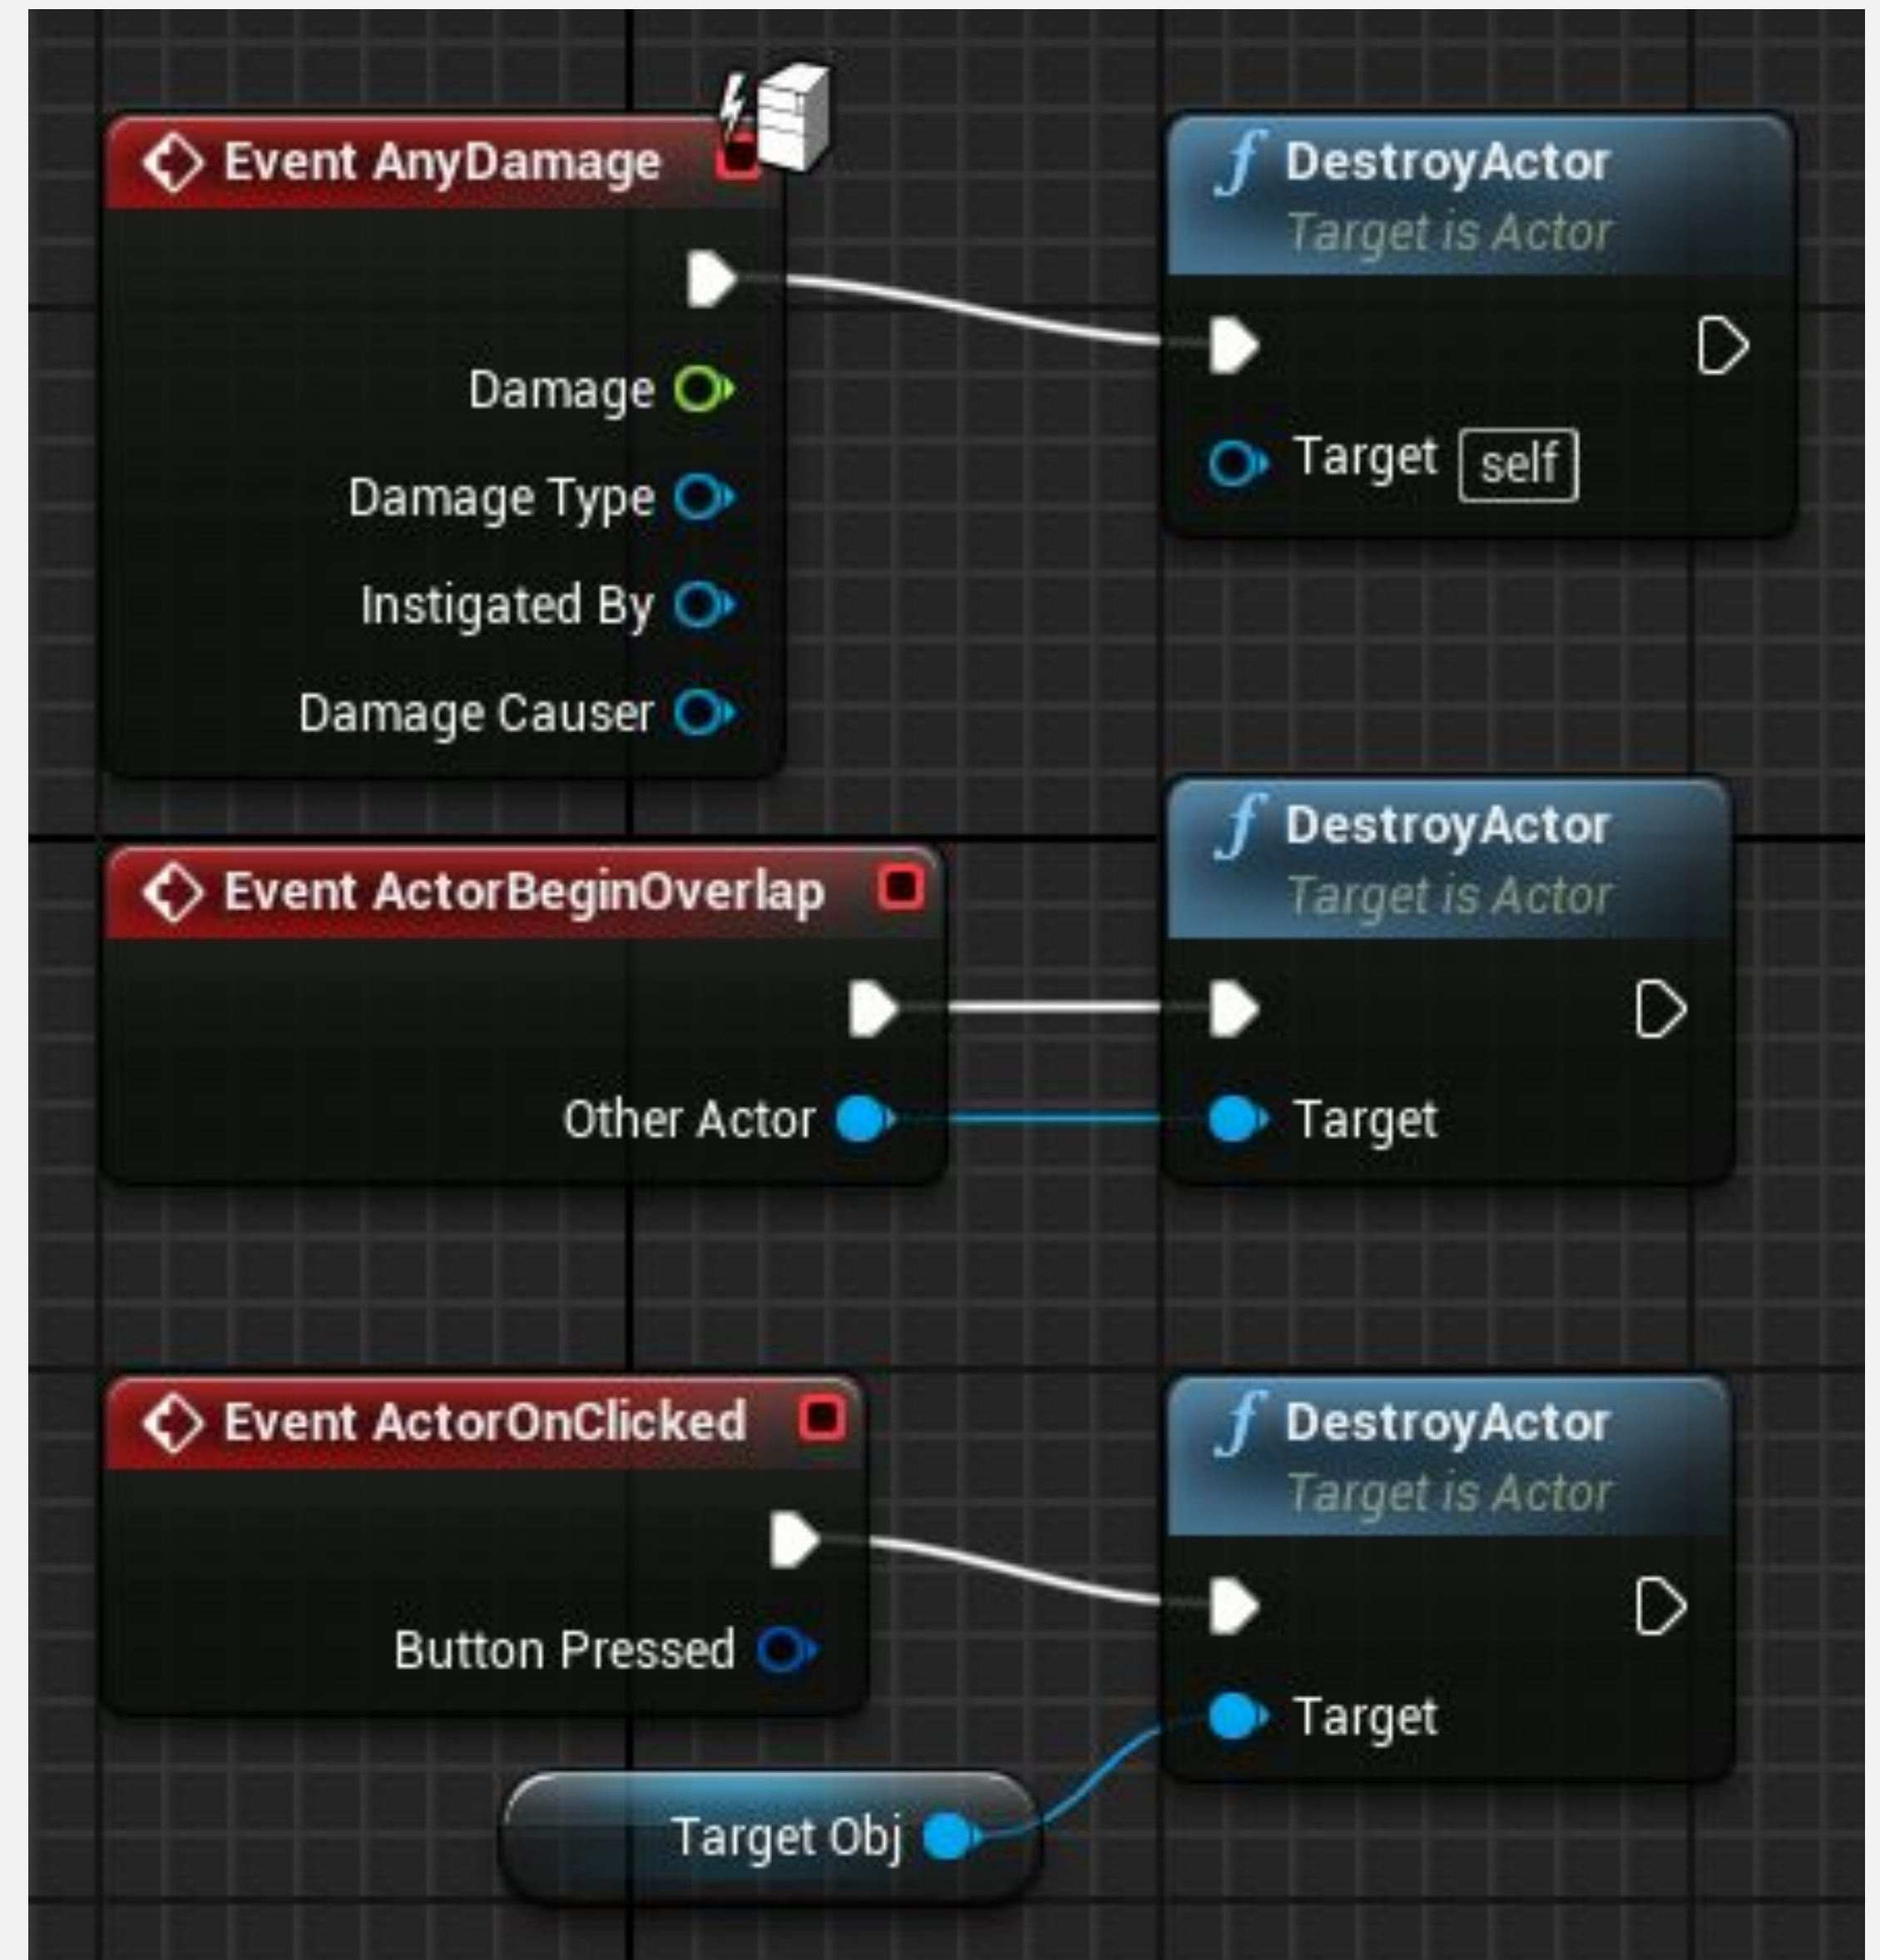 Event AnyDamage
Damage
Damage Type
Instigated By
Damage Causer
f DestroyActor
Target is Actor
Target self
Event ActorBeginOverlap
Other Actor
f DestroyActor
Target is Actor
Target
Event ActorOnClicked
Button Pressed
Target Obj
f DestroyActor
Target is Actor
Target